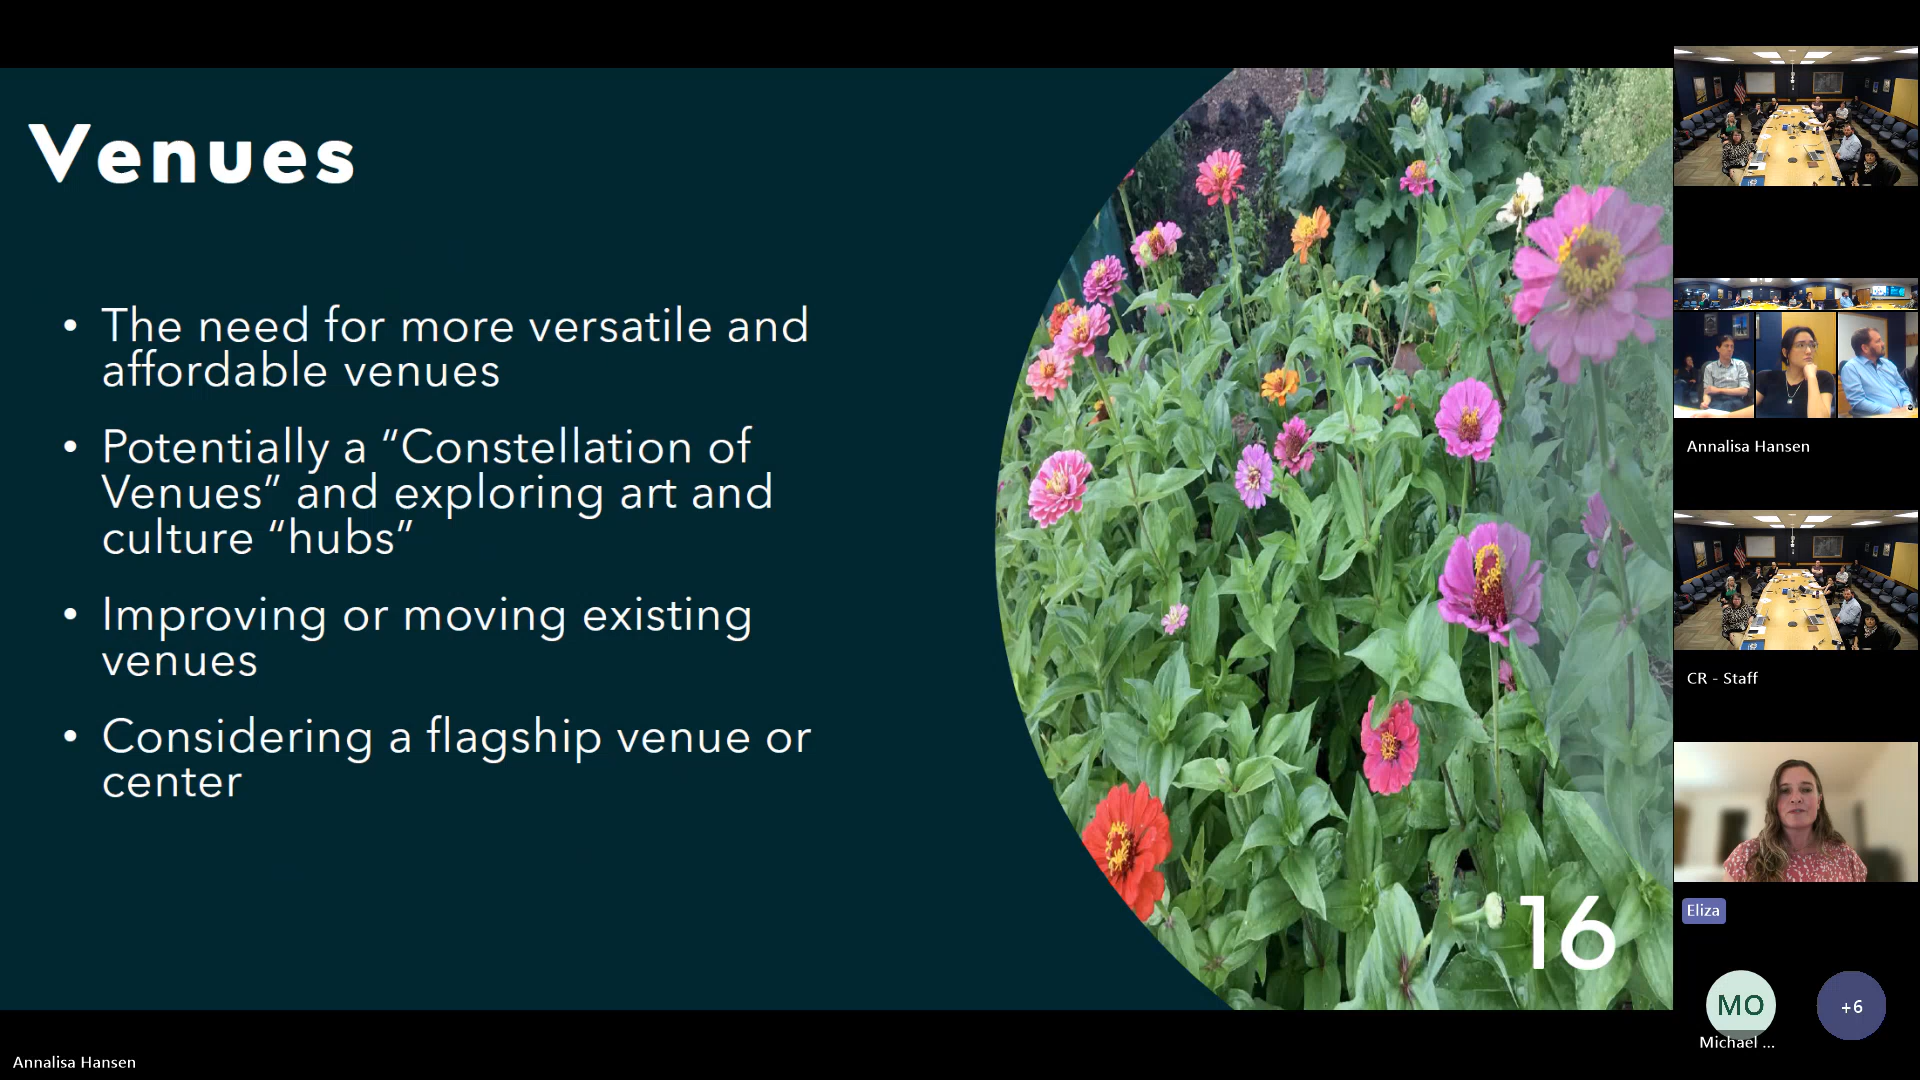 Venues
• The need for more versatile and
affordable venues
• Potentially a “Constellation of
Venues” and exploring art and
culture “hubs”
• Improving or moving existing
venues
• Considering a flagship venue or
center
16
Annalisa Hansen
Annalisa Hansen
CR - Staff
Eliza
MO
Michael ...
+6